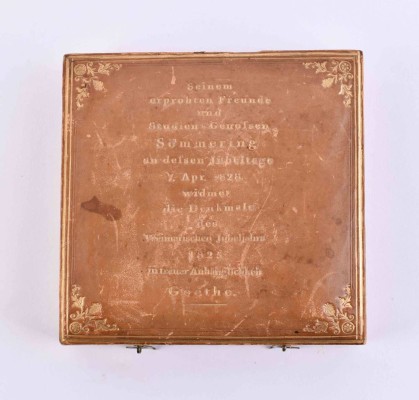 Seinem
erprobten Freunde
und
Studien-Genossen
Sömmering
an dessen Jubeltage
7. Apr. 1828
widmet
die Denkmale
des
Weimarischen Jubeljahrs
1825
in treuer Anhänglichkeit
Goethe.